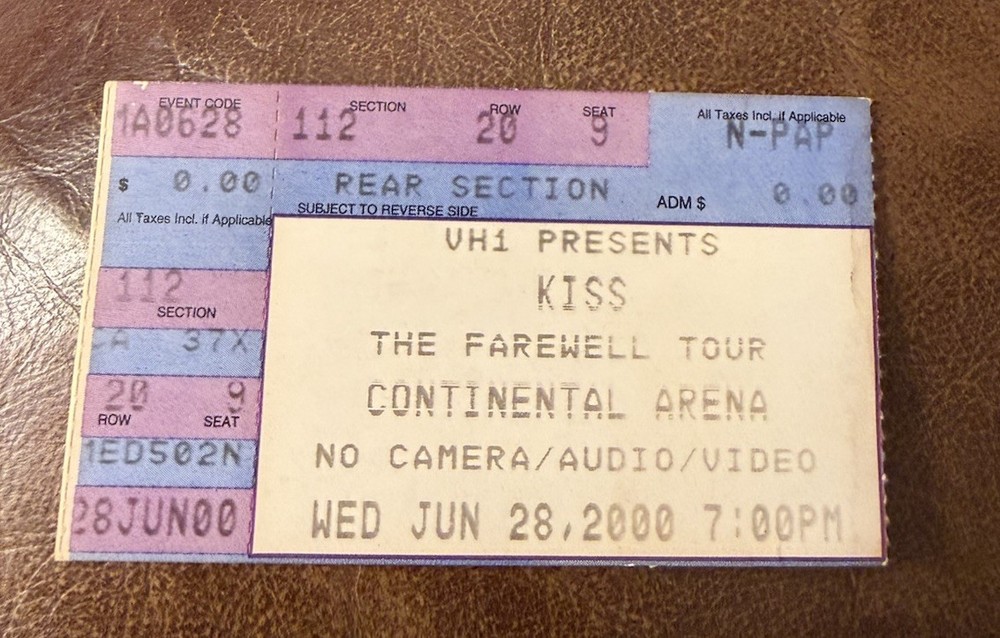 EVENT CODE SECTION ROW SEAT All Taxes Incl. if Applicable
1A0628 112 20 9 N-PAP
$ 0.00 REAR SECTION ADM $ 0.00
All Taxes Incl. if Applicable SUBJECT TO REVERSE SIDE
VH1 PRESENTS
112
SECTION
KISS
CA 37X
THE FAREWELL TOUR
20 9
ROW SEAT
CONTINENTAL ARENA
1ED502N
NO CAMERA/AUDIO/VIDEO
28JUN00
WED JUN 28,2000 7:00PM